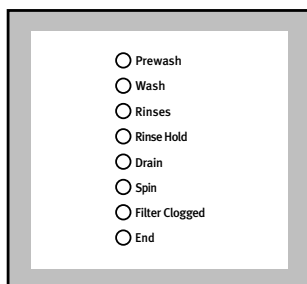 Prewash
Wash
Rinses
Rinse Hold
Drain
Spin
Filter Clogged
End